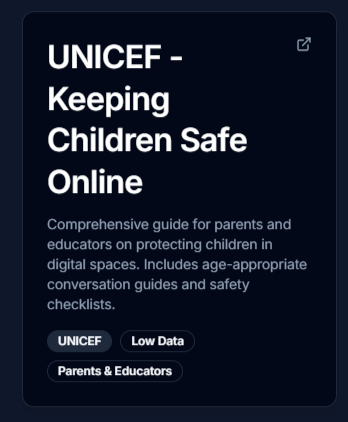 UNICEF -
Keeping
Children Safe
Online
Comprehensive guide for parents and
educators on protecting children in
digital spaces. Includes age-appropriate
conversation guides and safety
checklists.
UNICEF Low Data
Parents & Educators